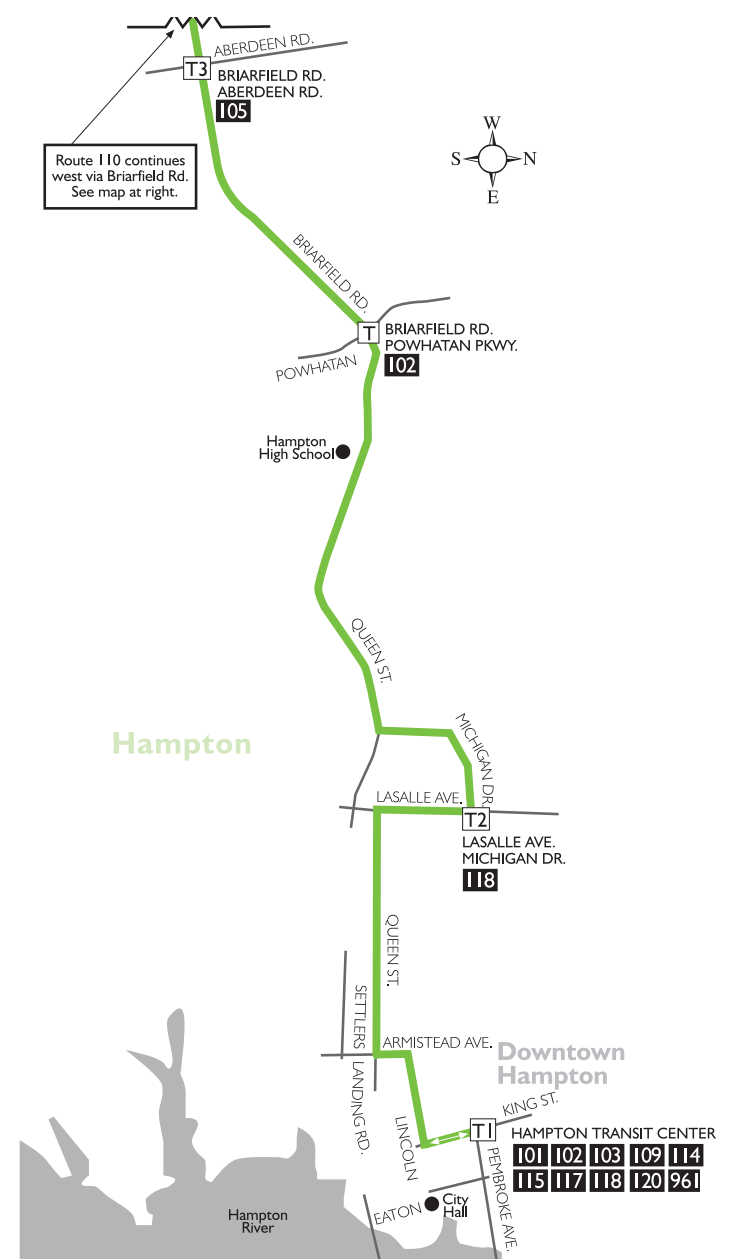 ABERDEEN RD.
T3
BRIARFIELD RD.
ABERDEEN RD.
105
Route 110 continues
west via Briarfield Rd.
See map at right.
W
S
N
E
BRIARFIELD RD.
T
BRIARFIELD RD.
POWHATAN PKWY.
102
POWHATAN
Hampton
High School
QUEEN ST.
Hampton
MICHIGAN DR.
LASALLE AVE.
T2
LASALLE AVE.
MICHIGAN DR.
118
QUEEN ST.
SETTLERS
LANDING RD.
ARMISTEAD AVE.
Downtown
Hampton
LINCOLN
KING ST.
T1
HAMPTON TRANSIT CENTER
101 102 103 109 114
115 117 118 120 961
PEMBROKE AVE.
EATON
City
Hall
Hampton
River